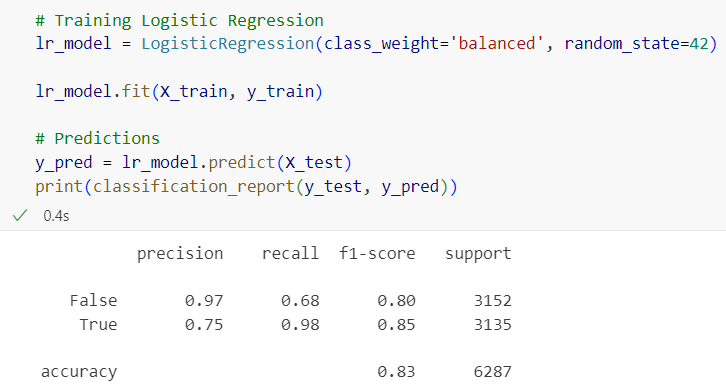 # Training Logistic Regression
lr_model = LogisticRegression(class_weight='balanced', random_state=42)
lr_model.fit(X_train, y_train)
# Predictions
y_pred = lr_model.predict(X_test)
print(classification_report(y_test, y_pred))
✓ 0.4s
precision recall f1-score support
False 0.97 0.68 0.80 3152
True 0.75 0.98 0.85 3135
accuracy 0.83 6287